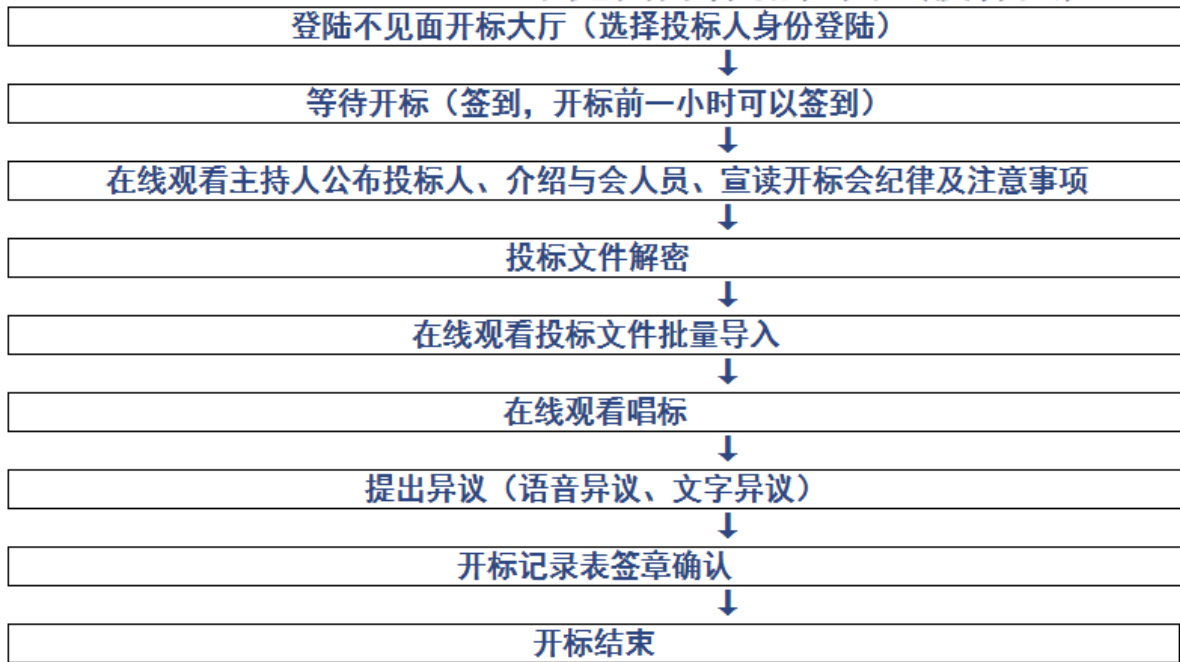 登陆不见面开标大厅（选择投标人身份登陆）
↓
等待开标（签到，开标前一小时可以签到）
↓
在线观看主持人公布投标人、介绍与会人员、宣读开标会纪律及注意事项
↓
投标文件解密
↓
在线观看投标文件批量导入
↓
在线观看唱标
↓
提出异议（语音异议、文字异议）
↓
开标记录表签章确认
↓
开标结束